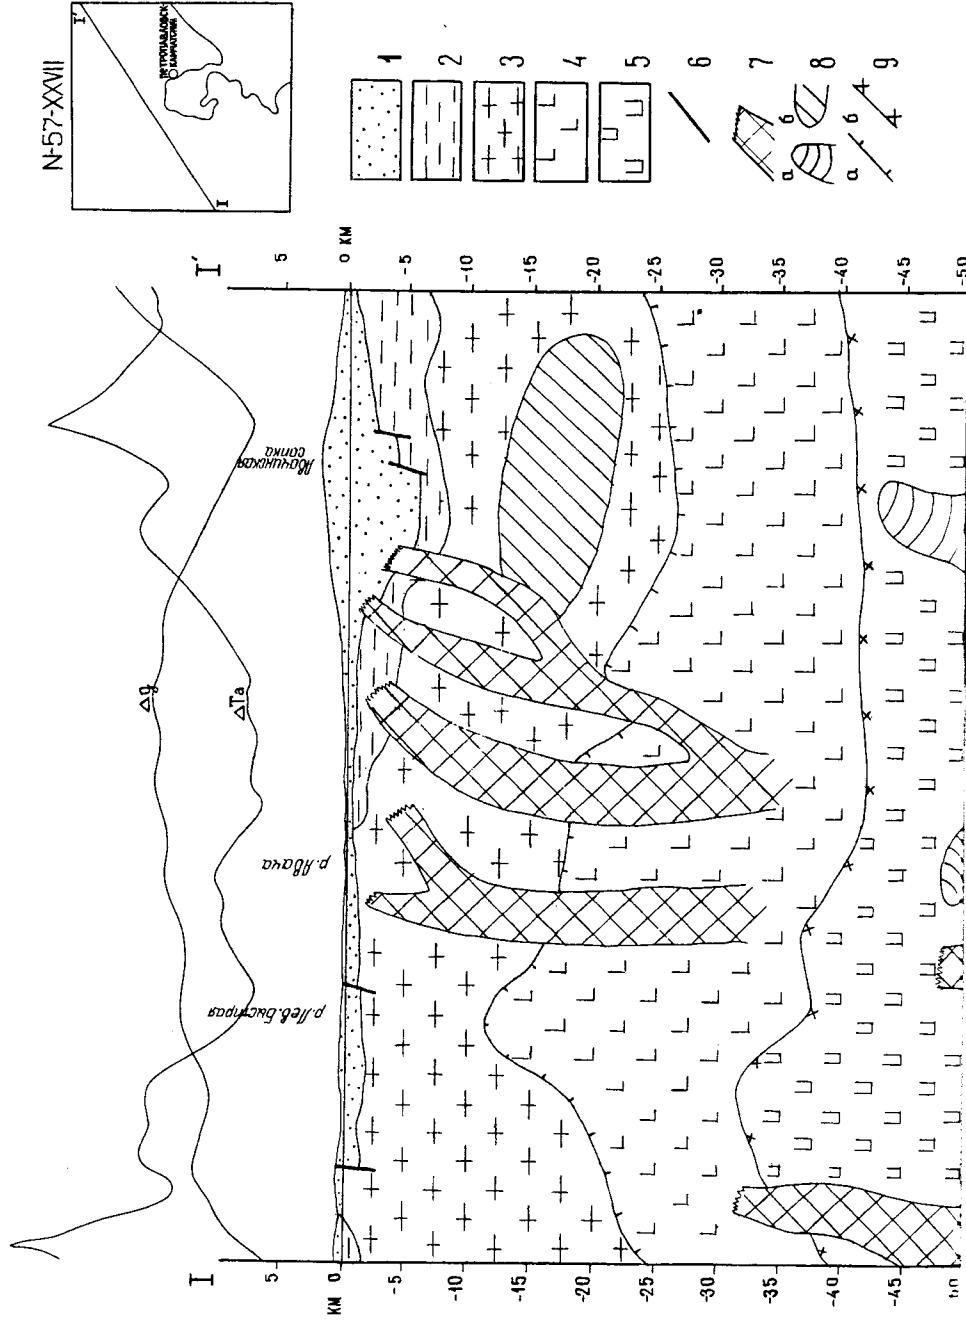 N-57-XXVII
I'
ПЕТРОПАВЛОВСК-
КАМЧАТСКИЙ
I
1
2
3
4
5
6
7
а б 8
а б 9
I
I'
Δg
ΔTa
р. Лев. Быстрая
р. Авача
Авачинская
сопка
КМ
5
0
-5
-10
-15
-20
-25
-30
-35
-40
-45
5
0 КМ
-5
-10
-15
-20
-25
-30
-35
-40
-45
-50